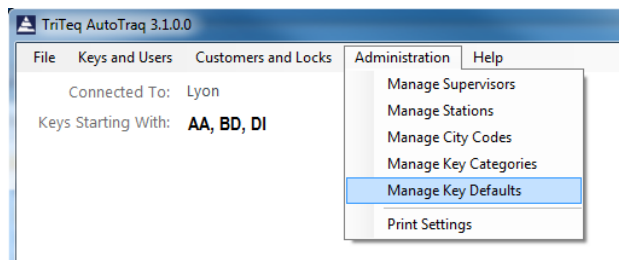 TriTeq AutoTraq 3.1.0.0
File Keys and Users Customers and Locks Administration Help
Connected To: Lyon
Keys Starting With: AA, BD, DI
Manage Supervisors
Manage Stations
Manage City Codes
Manage Key Categories
Manage Key Defaults
Print Settings